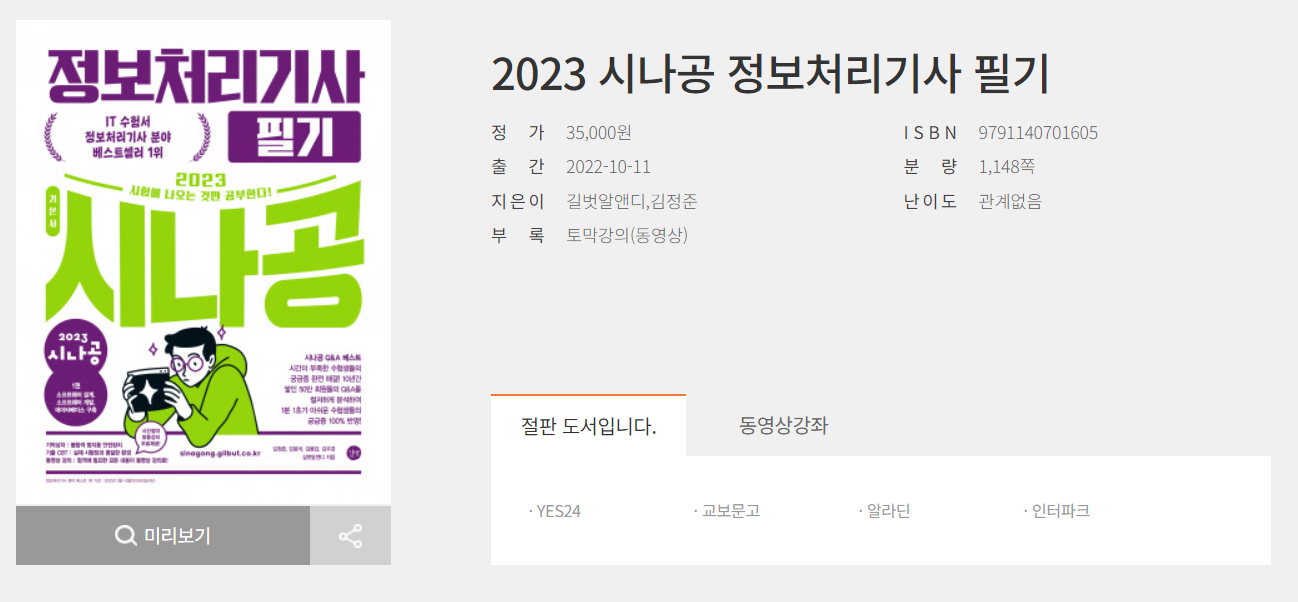 정보처리기사
필기
IT 수험서
정보처리기사 분야
베스트셀러 1위
2023
시험에 나오는 것만 공부한다!
기본서
시나공
2023
시나공
1권
소프트웨어 설계,
소프트웨어 개발,
데이터베이스 구축
시나공 Q&A 베스트
시간이 부족한 수험생들의
궁금증 완전 해결! 10년간
쌓인 50만 회원들의 Q&A를
철저하게 분석하여
1분 1초가 아쉬운 수험생들의
궁금증 100% 반영!
sinagong.gilbut.co.kr
미리보기
2023 시나공 정보처리기사 필기
정 가 35,000원
ISBN 9791140701605
출 간 2022-10-11
분 량 1,148쪽
지은이 길벗알앤디,김정준
난이도 관계없음
부 록 토막강의(동영상)
절판 도서입니다.
동영상강좌
· YES24
· 교보문고
· 알라딘
· 인터파크